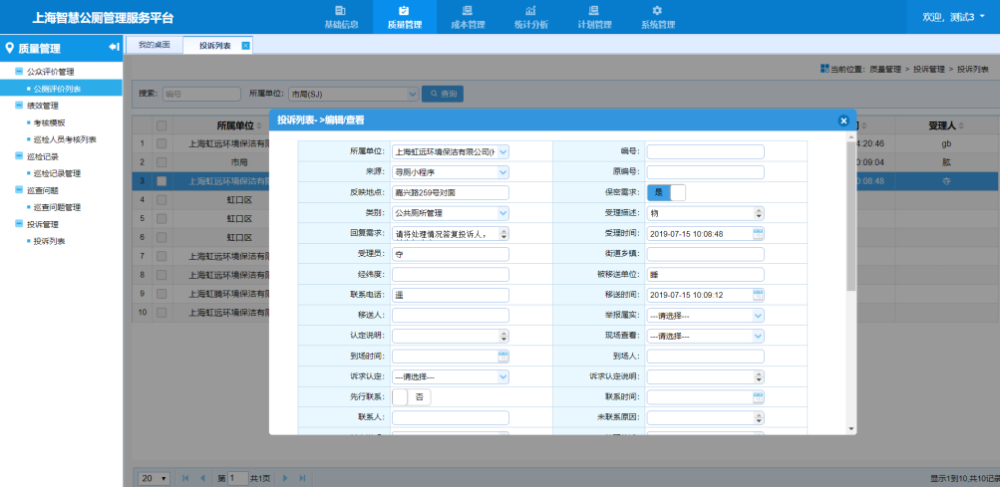 上海智慧公厕管理服务平台
基础信息 质量管理 成本管理 统计分析 计划管理 系统管理
欢迎, 测试3
质量管理
我的桌面 投诉列表
公众评价管理
公厕评价列表
绩效管理
考核模板
巡检人员考核列表
巡检记录
巡检记录管理
巡查问题
巡查问题管理
投诉管理
投诉列表
当前位置: 质量管理 > 投诉管理 > 投诉列表
搜索: 编号 所属单位: 市局(SJ) 查询
所属单位 受理人
1 上海虹远环境保洁有限 4:20:46 gb
2 市局 0:09:04
3 上海虹远环境保洁有限 0:08:48 夺
4 虹口区
5 虹口区
6 虹口区
7 上海虹远环境保洁有限
8 上海虹远环境保洁有限
9 上海虹腾环境保洁有限
10 上海虹远环境保洁有限
投诉列表->编辑/查看
所属单位: 上海虹远环境保洁有限公司(H 编号:
来源: 寻厕小程序 原编号:
反映地点: 嘉兴路259号对面 保密需求: 是
类别: 公共厕所管理 受理描述: 物
回复需求: 请将处理情况答复投诉人, 受理时间: 2019-07-15 10:08:48
受理员: 夺 街道乡镇:
经纬度: 被移送单位: 睡
联系电话: 遥 移送时间: 2019-07-15 10:09:12
移送人: 举报属实: ---请选择---
认定说明: 现场查看: ---请选择---
到场时间: 到场人:
诉求认定: ---请选择--- 诉求认定说明:
先行联系: 否 联系时间:
联系人: 未联系原因:
20 第 1 共1页 显示1到10,共10记录